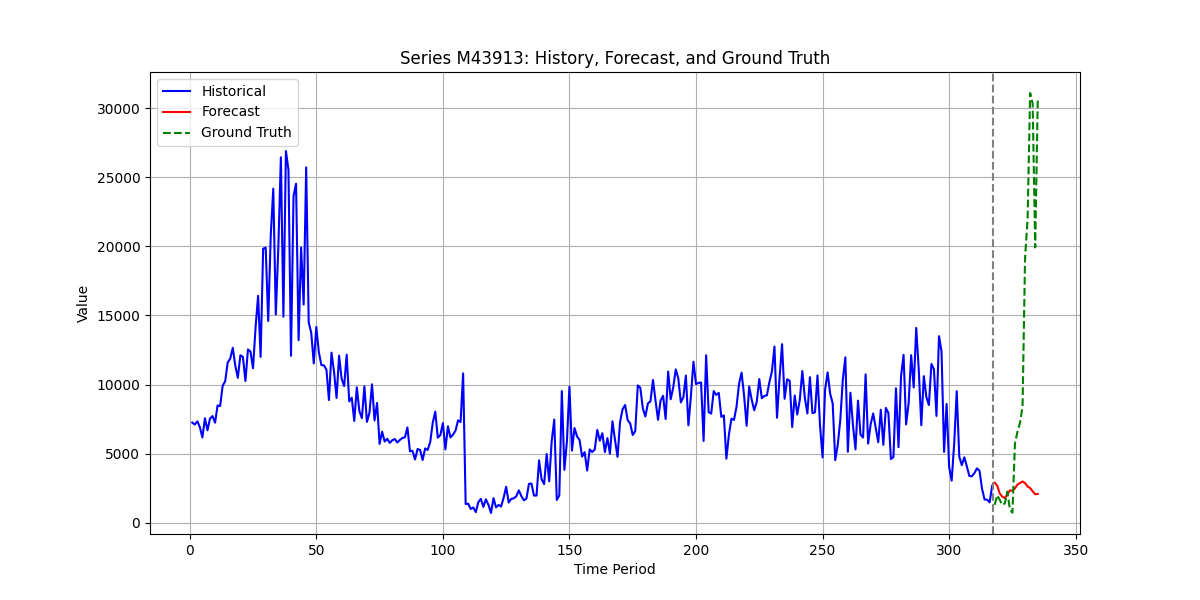 Series M43913: History, Forecast, and Ground Truth
Historical
Forecast
Ground Truth
Value
30000
25000
20000
15000
10000
5000
0
0 50 100 150 200 250 300 350
Time Period